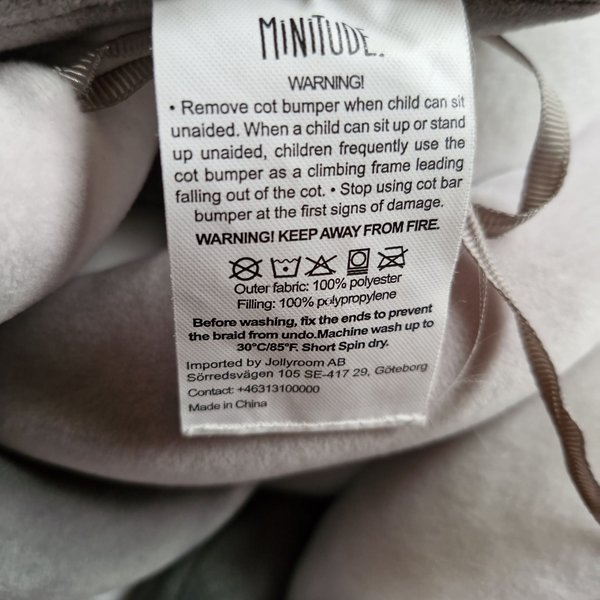 MINITUDE.
WARNING!
• Remove cot bumper when child can sit
unaided. When a child can sit up or stand
up unaided, children frequently use the
cot bumper as a climbing frame leading
falling out of the cot. • Stop using cot bar
bumper at the first signs of damage.
WARNING! KEEP AWAY FROM FIRE.
Outer fabric: 100% polyester
Filling: 100% polypropylene
Before washing, fix the ends to prevent
the braid from undo.Machine wash up to
30°C/85°F. Short Spin dry.
Imported by Jollyroom AB
Sörredsvägen 105 SE-417 29, Göteborg
Contact: +46313100000
Made in China